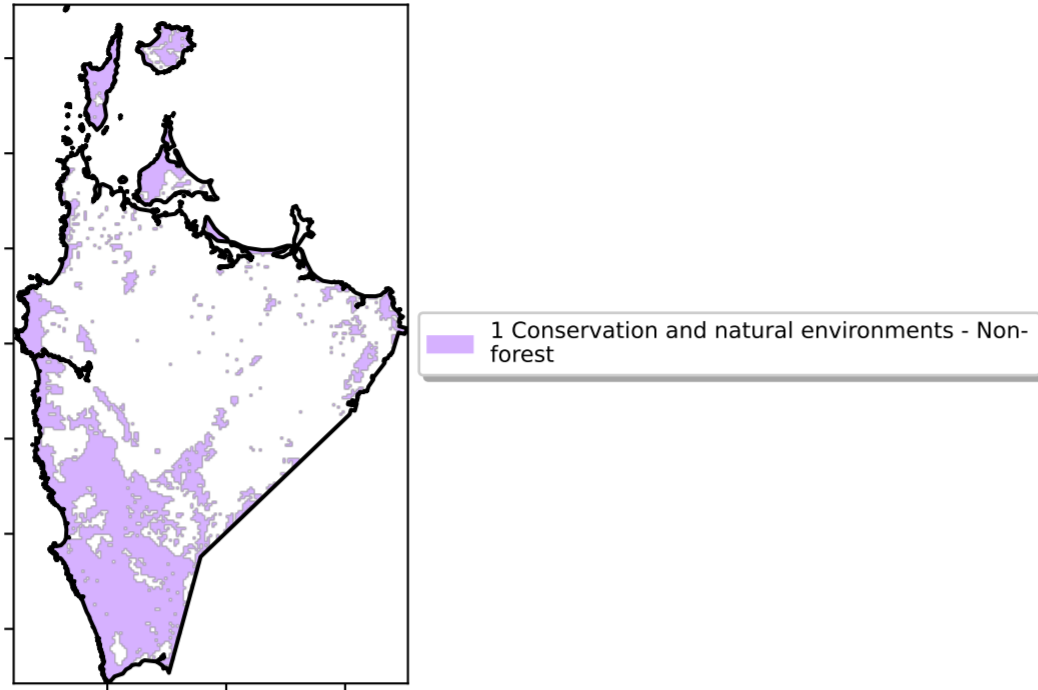 1 Conservation and natural environments - Non-
forest